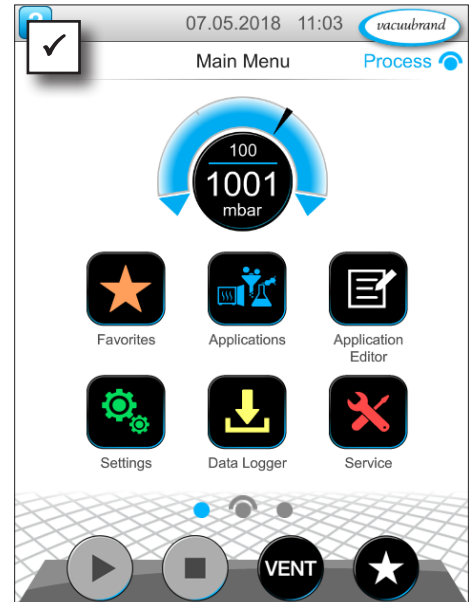 07.05.2018 11:03 vacuubrand
Main Menu Process
100
1001
mbar
Favorites Applications Application
Editor
Settings Data Logger Service
VENT